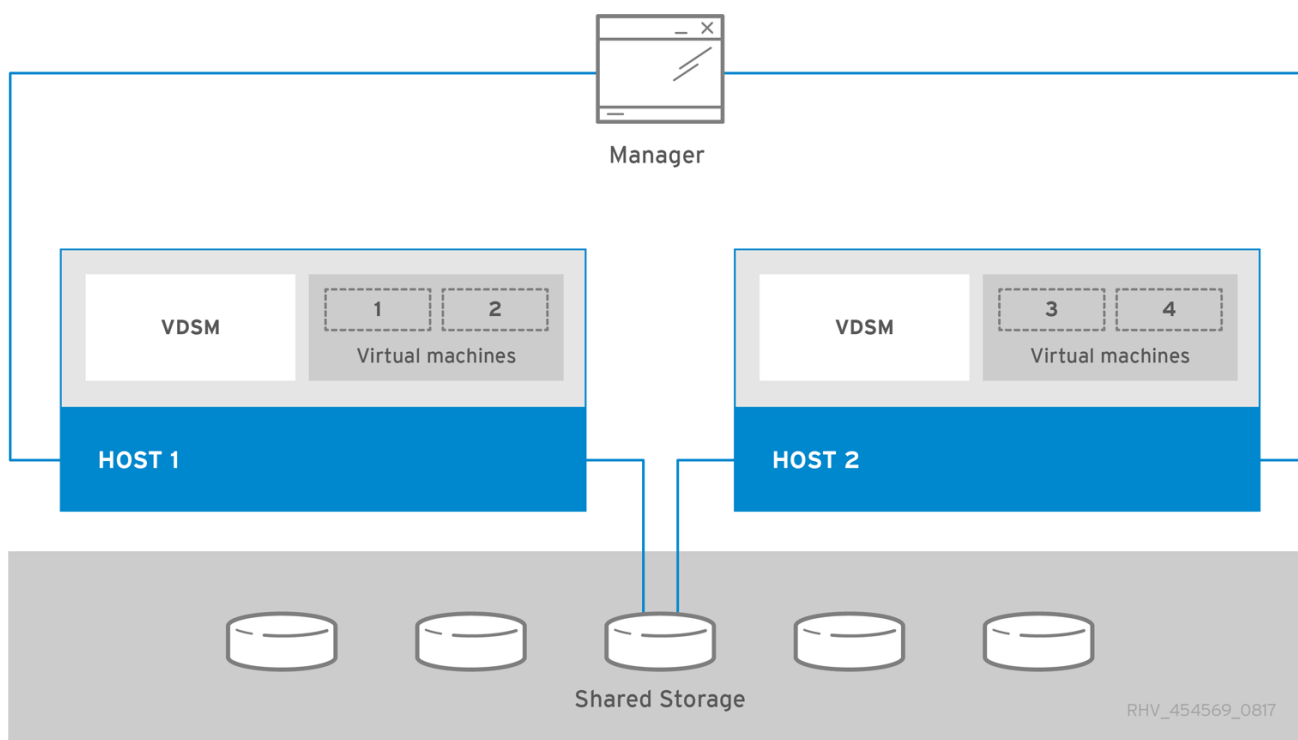 Manager
VDSM
1
2
Virtual machines
HOST 1
VDSM
3
4
Virtual machines
HOST 2
Shared Storage
RHV_454569_0817